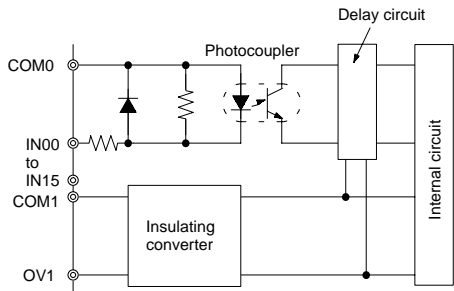 Delay circuit
Photocoupler
COM0
IN00
to
IN15
COM1
Insulating
converter
OV1
Internal circuit